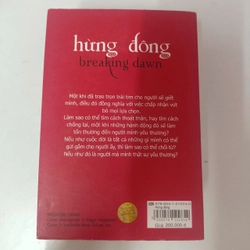 hừng đông
breaking dawn
Một khi đã trao trọn trái tim cho người sẽ giết
mình, điều đó đồng nghĩa với việc chấp nhận vứt
bỏ mọi lựa chọn.
Làm sao có thể tìm cách thoát thân, hay tìm cách
chống lại, một khi những hành động đó sẽ làm
tổn thương đến người mình yêu thương?
Nếu như cuộc đời là tất cả những gì mình có thể
gửi gắm cho người ấy, thì làm sao có thể chối từ?
Nếu như đó là người mà mình thật sự yêu thương?
Giá: 200.000 đ